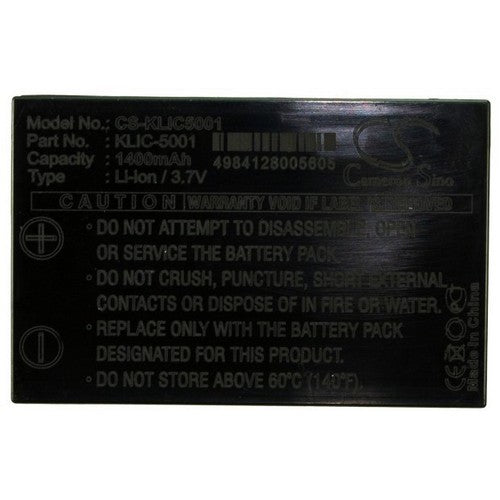 Model No.: CS-KLIC5001
Part No. : KLIC-5001
Capacity : 1400mAh
Type : Li-ion / 3.7V
4984128005605
CS
Cameron Sino
CAUTION WARRANTY VOID IF LABEL REMOVED
• DO NOT ATTEMPT TO DISASSEMBLE, OPEN
OR SERVICE THE BATTERY PACK.
• DO NOT CRUSH, PUNCTURE, SHORT EXTERNAL
CONTACTS OR DISPOSE OF IN FIRE OR WATER.
• REPLACE ONLY WITH THE BATTERY PACK
DESIGNATED FOR THIS PRODUCT.
• DO NOT STORE ABOVE 60°C (140°F).
+
−
CE
Made in China